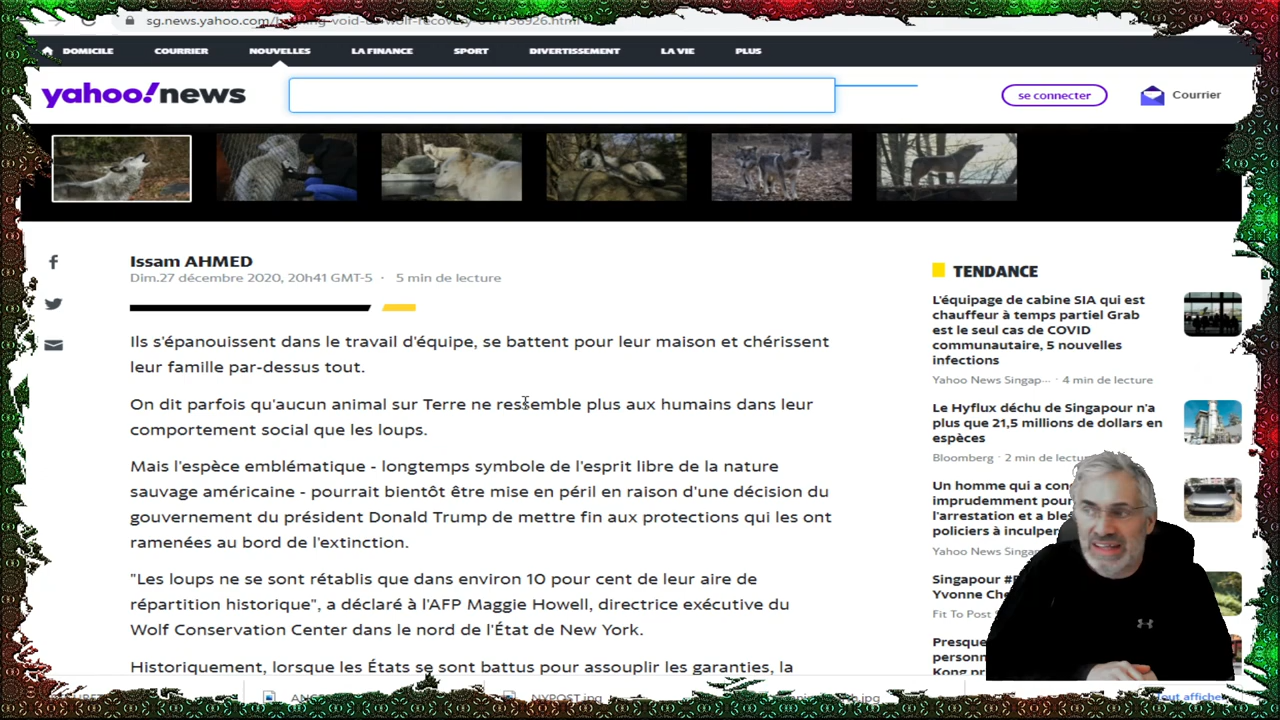 sg.news.yahoo.com/
DOMICILE COURRIER NOUVELLES LA FINANCE SPORT DIVERTISSEMENT LA VIE PLUS
yahoo!news
se connecter
Courrier
Issam AHMED
Dim.27 décembre 2020, 20h41 GMT-5 · 5 min de lecture
Ils s'épanouissent dans le travail d'équipe, se battent pour leur maison et chérissent
leur famille par-dessus tout.
On dit parfois qu'aucun animal sur Terre ne ressemble plus aux humains dans leur
comportement social que les loups.
Mais l'espèce emblématique - longtemps symbole de l'esprit libre de la nature
sauvage américaine - pourrait bientôt être mise en péril en raison d'une décision du
gouvernement du président Donald Trump de mettre fin aux protections qui les ont
ramenées au bord de l'extinction.
"Les loups ne se sont rétablis que dans environ 10 pour cent de leur aire de
répartition historique", a déclaré à l'AFP Maggie Howell, directrice exécutive du
Wolf Conservation Center dans le nord de l'État de New York.
Historiquement, lorsque les États se sont battus pour assouplir les garanties, la
TENDANCE
L'équipage de cabine SIA qui est
chauffeur à temps partiel Grab
est le seul cas de COVID
communautaire, 5 nouvelles
infections
Yahoo News Singap... · 4 min de lecture
Le Hyflux déchu de Singapour n'a
plus que 21,5 millions de dollars en
espèces
Bloomberg · 2 min de
Un homme qui a
imprudemment
l'arrestation et a
policiers à
Yahoo News
Singapour
Yvonne
Fit To Post
Presque
NYPOST.jpg
tout affiche